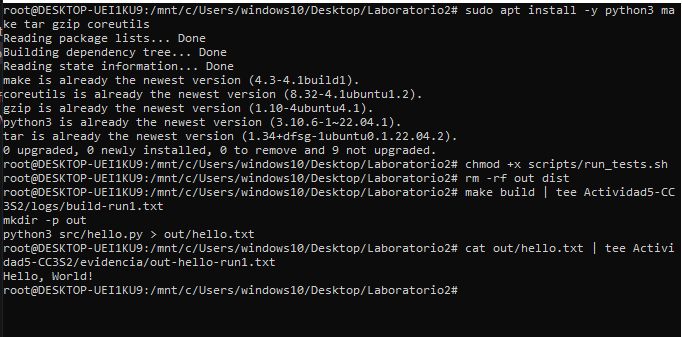 root@DESKTOP-UEI1KU9:/mnt/c/Users/windows10/Desktop/Laboratorio2# sudo apt install -y python3 ma
ke tar gzip coreutils
Reading package lists... Done
Building dependency tree... Done
Reading state information... Done
make is already the newest version (4.3-4.1build1).
coreutils is already the newest version (8.32-4.1ubuntu1.2).
gzip is already the newest version (1.10-4ubuntu4.1).
python3 is already the newest version (3.10.6-1~22.04.1).
tar is already the newest version (1.34+dfsg-1ubuntu0.1.22.04.2).
0 upgraded, 0 newly installed, 0 to remove and 9 not upgraded.
root@DESKTOP-UEI1KU9:/mnt/c/Users/windows10/Desktop/Laboratorio2# chmod +x scripts/run_tests.sh
root@DESKTOP-UEI1KU9:/mnt/c/Users/windows10/Desktop/Laboratorio2# rm -rf out dist
root@DESKTOP-UEI1KU9:/mnt/c/Users/windows10/Desktop/Laboratorio2# make build | tee Actividad5-CC
3S2/logs/build-run1.txt
mkdir -p out
python3 src/hello.py > out/hello.txt
root@DESKTOP-UEI1KU9:/mnt/c/Users/windows10/Desktop/Laboratorio2# cat out/hello.txt | tee Activi
dad5-CC3S2/evidencia/out-hello-run1.txt
Hello, World!
root@DESKTOP-UEI1KU9:/mnt/c/Users/windows10/Desktop/Laboratorio2#